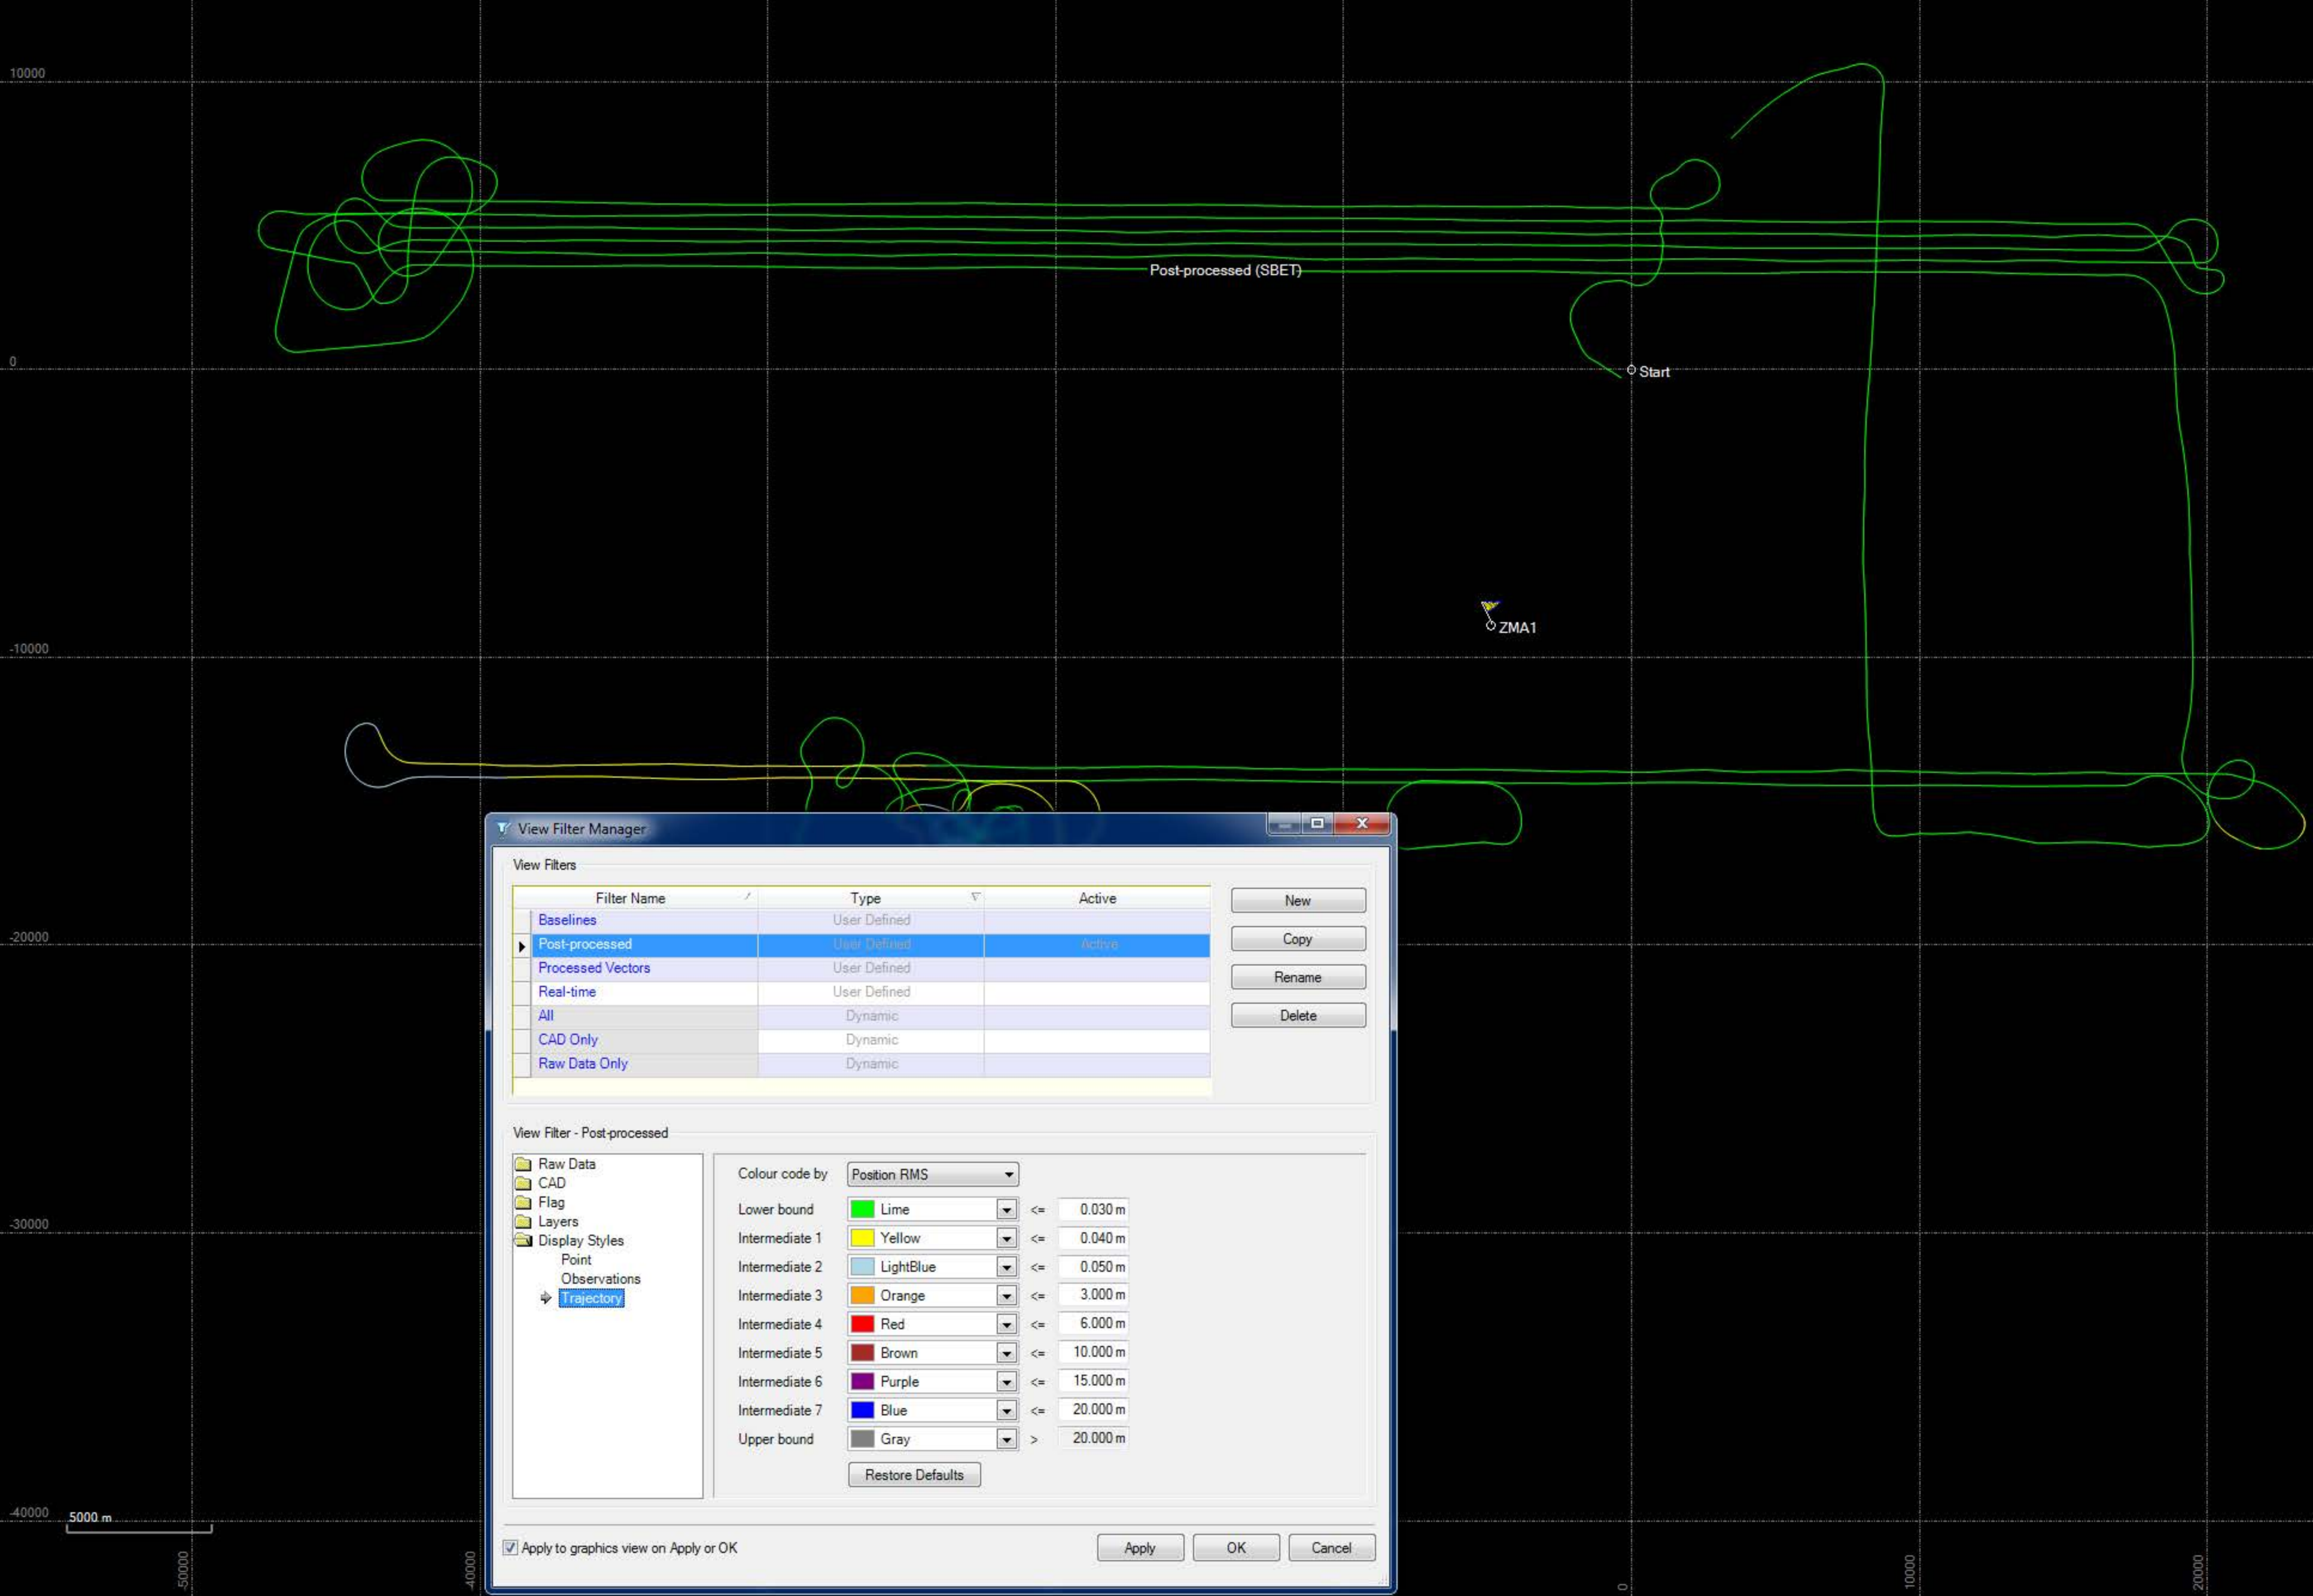 10000
0
Post-processed (SBET)
Start
ZMA1
-10000
-20000
-30000
-40000
5000 m
-50000
-40000
0
10000
20000
View Filter Manager
View Filters
Filter Name Type Active
Baselines User Defined
Post-processed User Defined Active
Processed Vectors User Defined
Real-time User Defined
All Dynamic
CAD Only Dynamic
Raw Data Only Dynamic
New
Copy
Rename
Delete
View Filter - Post-processed
Raw Data
CAD
Flag
Layers
Display Styles
Point
Observations
Trajectory
Colour code by Position RMS
Lower bound Lime <= 0.030 m
Intermediate 1 Yellow <= 0.040 m
Intermediate 2 LightBlue <= 0.050 m
Intermediate 3 Orange <= 3.000 m
Intermediate 4 Red <= 6.000 m
Intermediate 5 Brown <= 10.000 m
Intermediate 6 Purple <= 15.000 m
Intermediate 7 Blue <= 20.000 m
Upper bound Gray > 20.000 m
Restore Defaults
Apply to graphics view on Apply or OK
Apply OK Cancel